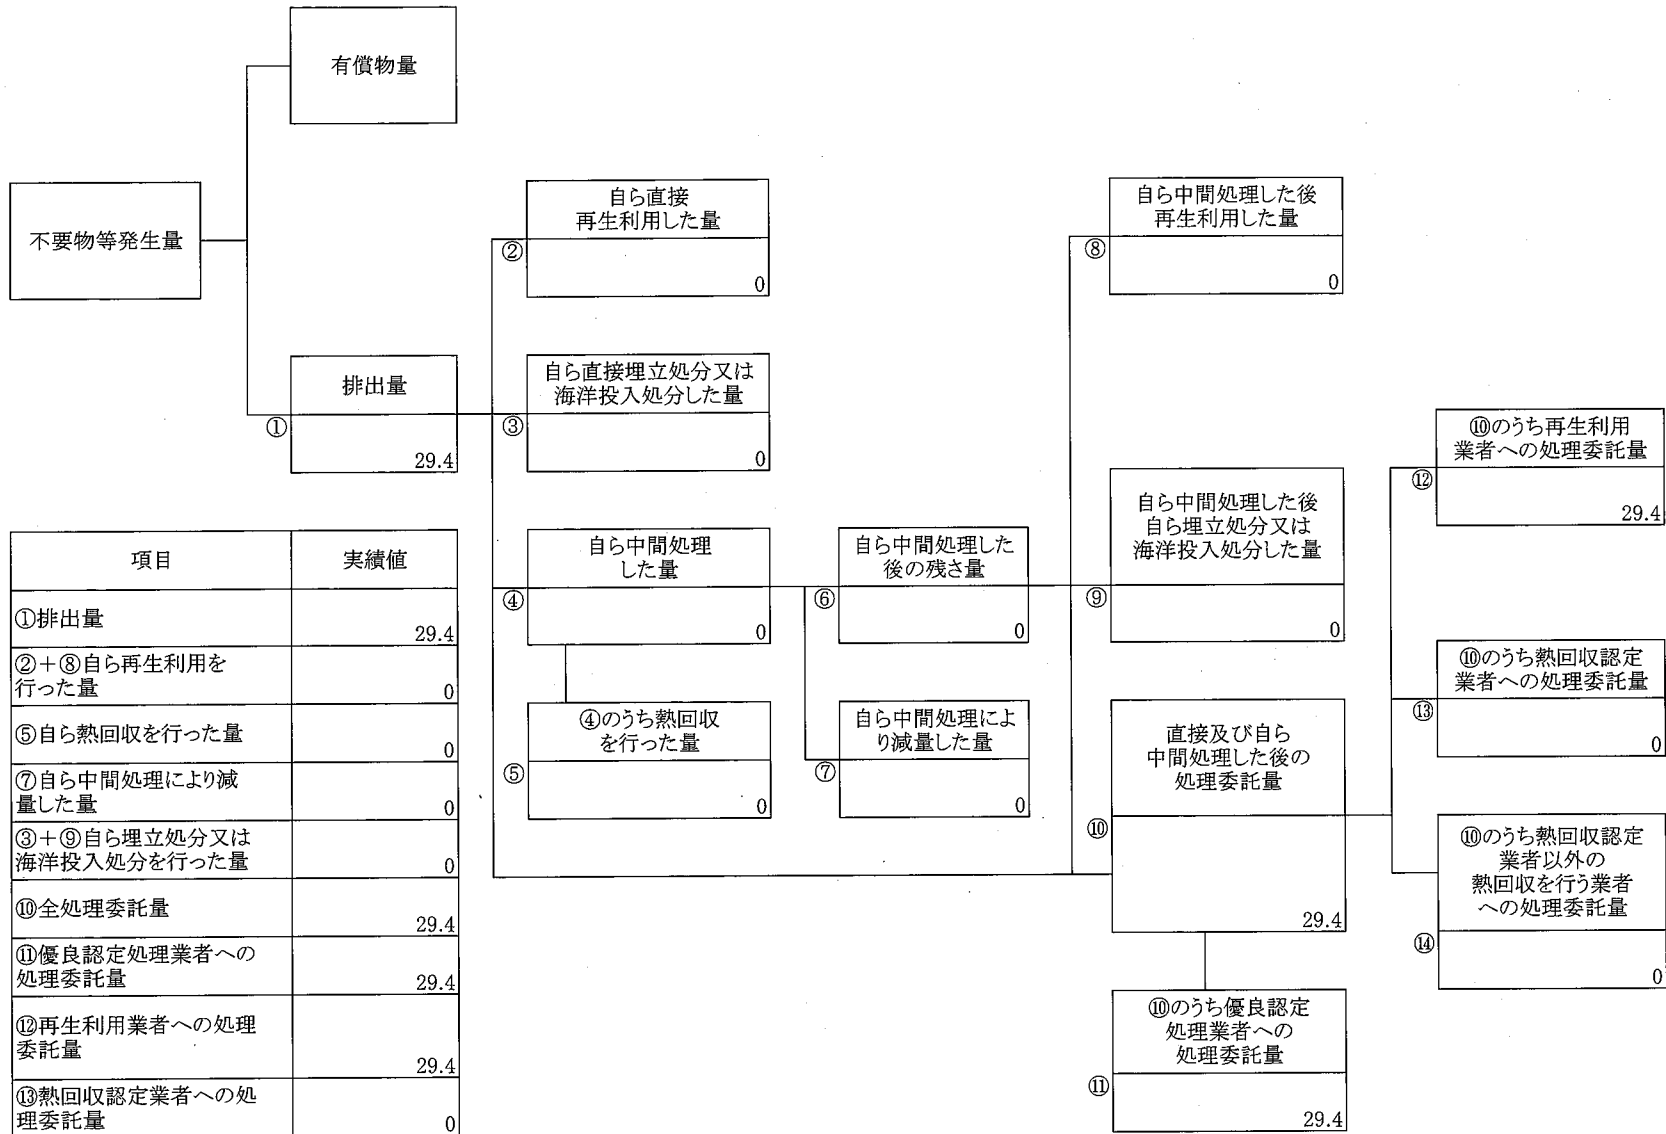 有償物量
不要物等発生量
排出量
①
29.4
自ら直接
再生利用した量
②
0
自ら直接埋立処分又は
海洋投入処分した量
③
0
自ら中間処理
した量
④
0
④のうち熱回収
を行った量
⑤
0
自ら中間処理した
後の残さ量
⑥
0
自ら中間処理によ
り減量した量
⑦
0
自ら中間処理した後
再生利用した量
⑧
0
自ら中間処理した後
自ら埋立処分又は
海洋投入処分した量
⑨
0
直接及び自ら
中間処理した後の
処理委託量
⑩
29.4
⑩のうち優良認定
処理業者への
処理委託量
⑪
29.4
⑩のうち再生利用
業者への処理委託量
⑫
29.4
⑩のうち熱回収認定
業者への処理委託量
⑬
0
⑩のうち熱回収認定
業者以外の
熱回収を行う業者
への処理委託量
⑭
0
項目 実績値
①排出量
29.4
②+⑧自ら再生利用を
行った量 0
⑤自ら熱回収を行った量
0
⑦自ら中間処理により減
量した量 0
③+⑨自ら埋立処分又は
海洋投入処分を行った量 0
⑩全処理委託量
29.4
⑪優良認定処理業者への
処理委託量 29.4
⑫再生利用業者への処理
委託量
29.4
⑬熱回収認定業者への処
理委託量 0